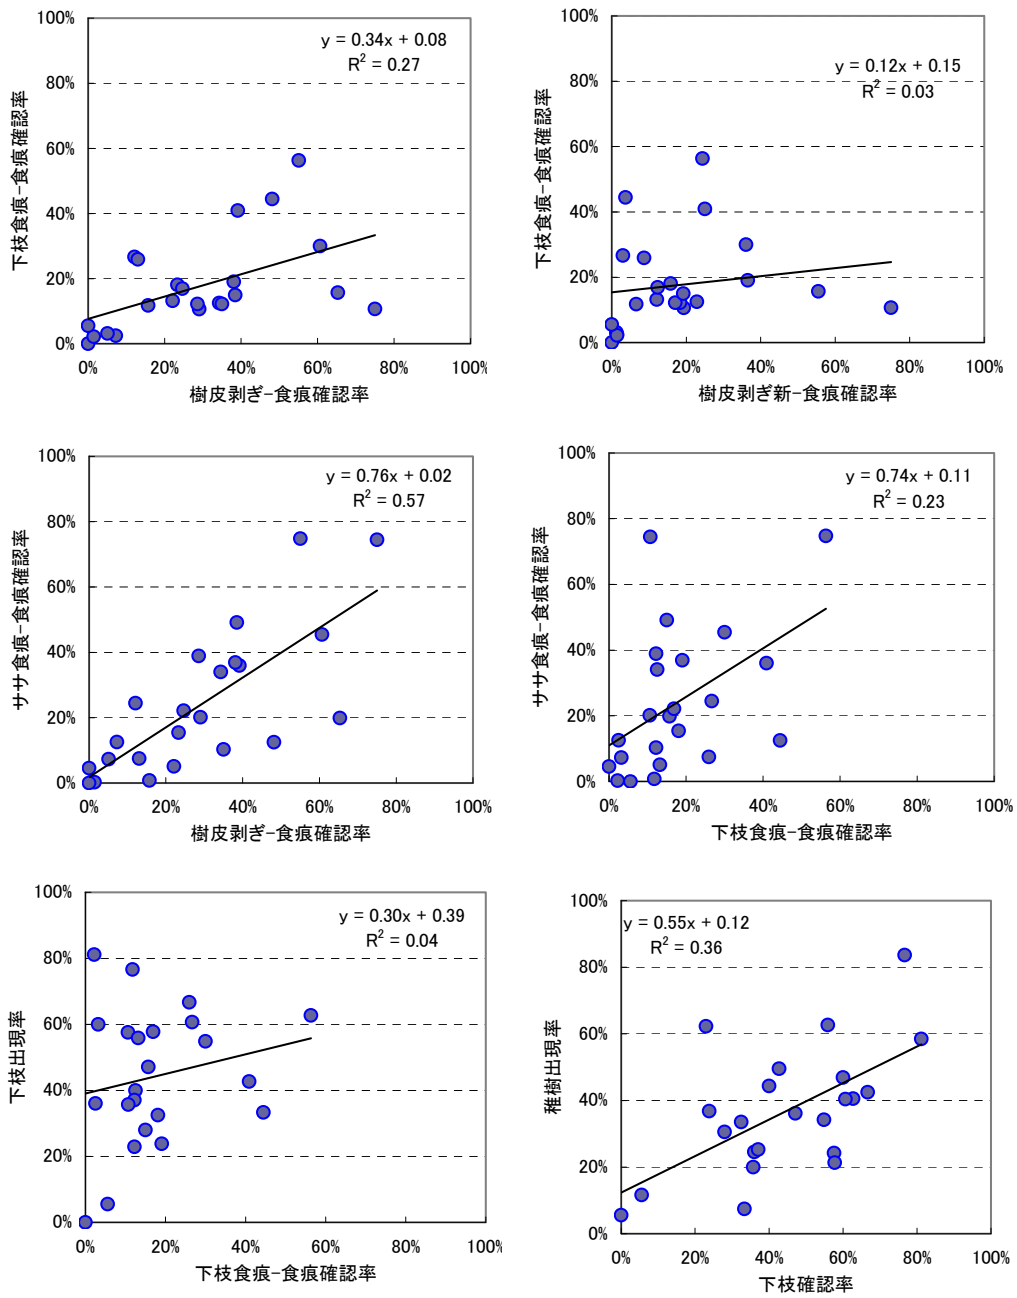 100%
80%
60%
40%
20%
0%
下枝食痕-食痕確認率
y = 0.34x + 0.08
R² = 0.27
0% 20% 40% 60% 80% 100%
樹皮剥ぎ-食痕確認率
100%
80%
60%
40%
20%
0%
下枝食痕-食痕確認率
y = 0.12x + 0.15
R² = 0.03
0% 20% 40% 60% 80% 100%
樹皮剥ぎ新-食痕確認率
100%
80%
60%
40%
20%
0%
ササ食痕-食痕確認率
y = 0.76x + 0.02
R² = 0.57
0% 20% 40% 60% 80% 100%
樹皮剥ぎ-食痕確認率
100%
80%
60%
40%
20%
0%
ササ食痕-食痕確認率
y = 0.74x + 0.11
R² = 0.23
0% 20% 40% 60% 80% 100%
下枝食痕-食痕確認率
100%
80%
60%
40%
20%
0%
下枝出現率
y = 0.30x + 0.39
R² = 0.04
0% 20% 40% 60% 80% 100%
下枝食痕-食痕確認率
100%
80%
60%
40%
20%
0%
稚樹出現率
y = 0.55x + 0.12
R² = 0.36
0% 20% 40% 60% 80% 100%
下枝確認率